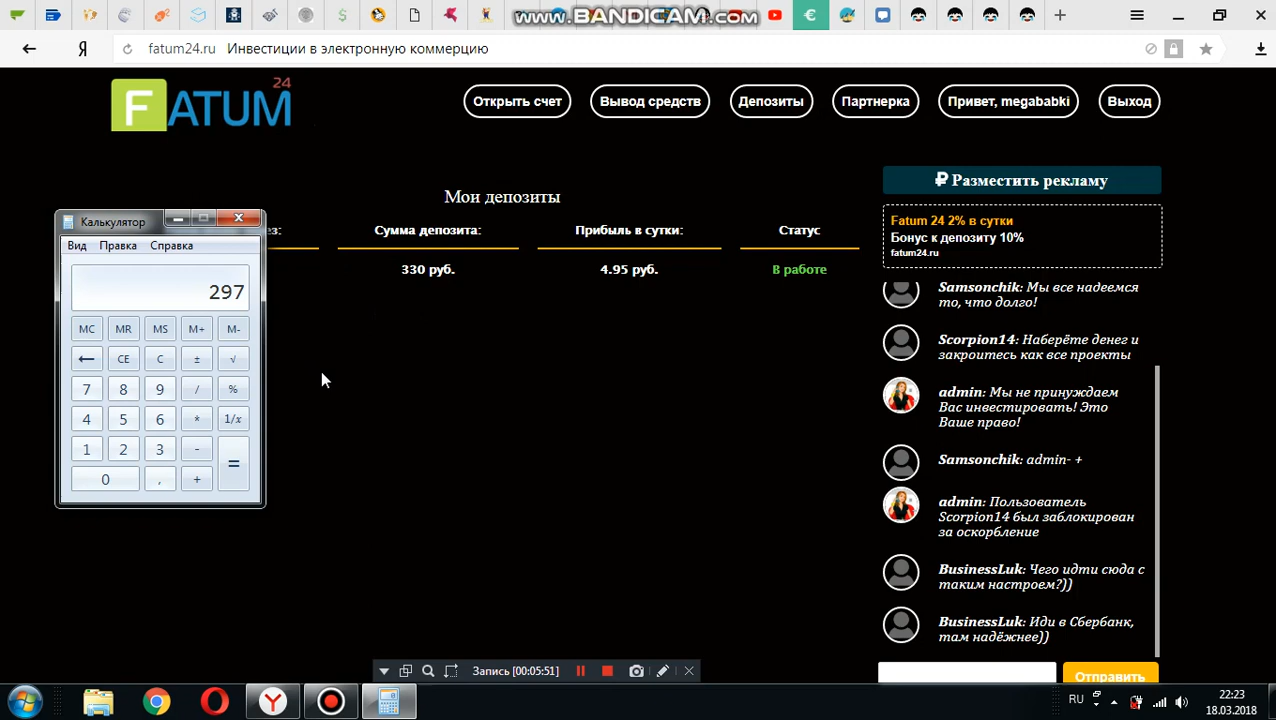 www.BANDICAM.com
fatum24.ru Инвестиции в электронную коммерцию
FATUM 24
Открыть счет
Вывод средств
Депозиты
Партнерка
Привет, megababki
Выход
Мои депозиты
ез:
Сумма депозита:
Прибыль в сутки:
Статус
330 руб.
4.95 руб.
В работе
Калькулятор
Вид Правка Справка
297
MC MR MS M+ M-
← CE C ± √
7 8 9 / %
4 5 6 * 1/x
1 2 3 - =
0 , +
₽ Разместить рекламу
Fatum 24 2% в сутки
Бонус к депозиту 10%
fatum24.ru
Samsonchik: Мы все надеемся
то, что долго!
Scorpion14: Наберёте денег и
закроитесь как все проекты
admin: Мы не принуждаем
Вас инвестировать! Это
Ваше право!
Samsonchik: admin- +
admin: Пользователь
Scorpion14 был заблокирован
за оскорбление
BusinessLuk: Чего идти сюда с
таким настроем?))
BusinessLuk: Иди в Сбербанк,
там надёжнее))
Отправить
Запись [00:05:51]
RU
22:23
18.03.2018